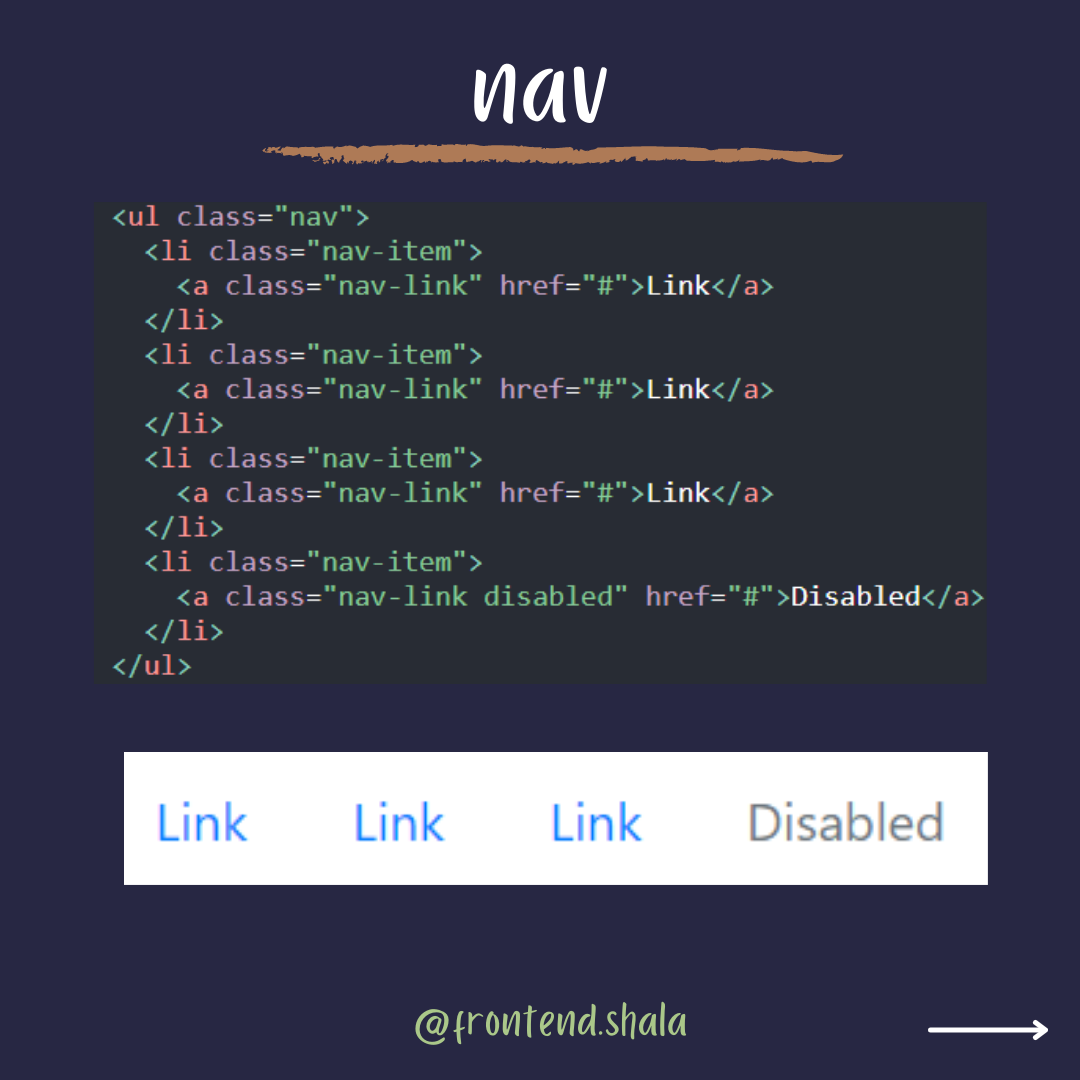 nav
<ul class="nav">
  <li class="nav-item">
    <a class="nav-link" href="#">Link</a>
  </li>
  <li class="nav-item">
    <a class="nav-link" href="#">Link</a>
  </li>
  <li class="nav-item">
    <a class="nav-link" href="#">Link</a>
  </li>
  <li class="nav-item">
    <a class="nav-link disabled" href="#">Disabled</a>
  </li>
</ul>
Link Link Link Disabled
@frontend.shala